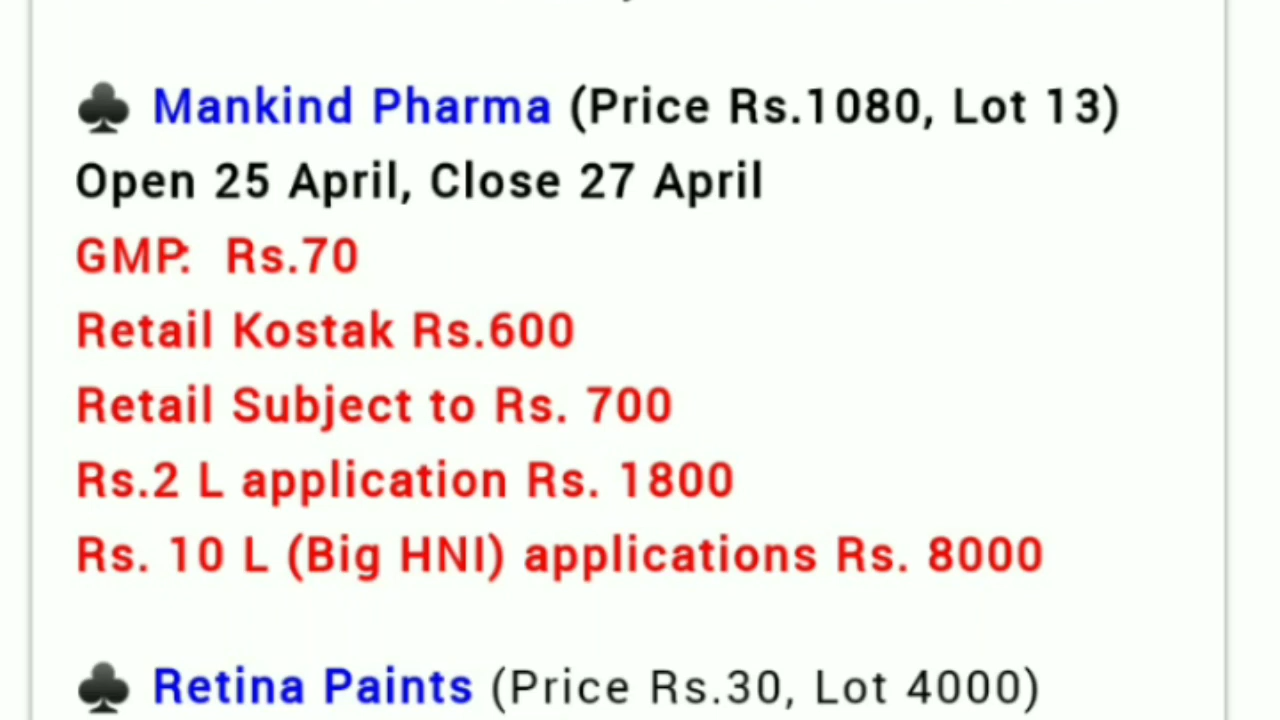 ♣ Mankind Pharma (Price Rs.1080, Lot 13)
Open 25 April, Close 27 April
GMP: Rs.70
Retail Kostak Rs.600
Retail Subject to Rs. 700
Rs.2 L application Rs. 1800
Rs. 10 L (Big HNI) applications Rs. 8000
♣ Retina Paints (Price Rs.30, Lot 4000)